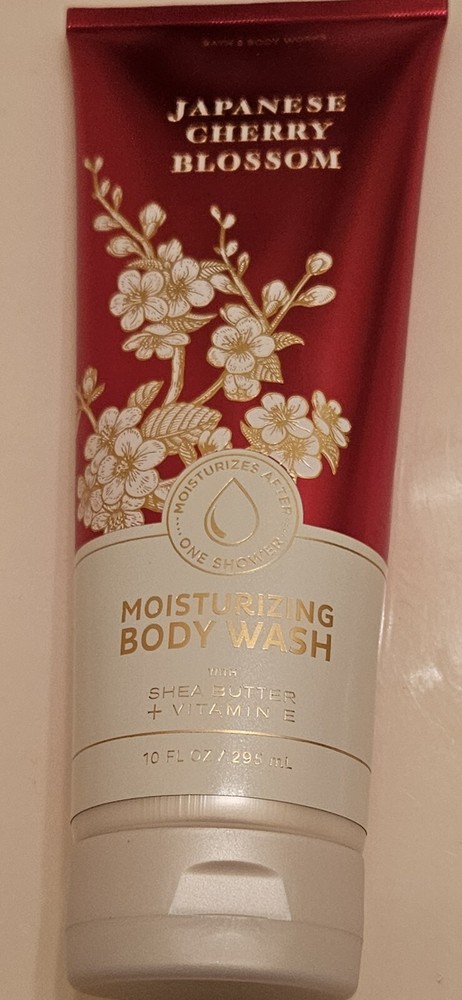 BATH & BODY WORKS
JAPANESE
CHERRY
BLOSSOM
MOISTURIZES AFTER
ONE SHOWER
MOISTURIZING
BODY WASH
WITH
SHEA BUTTER
+ VITAMIN E
10 FL OZ / 295 mL